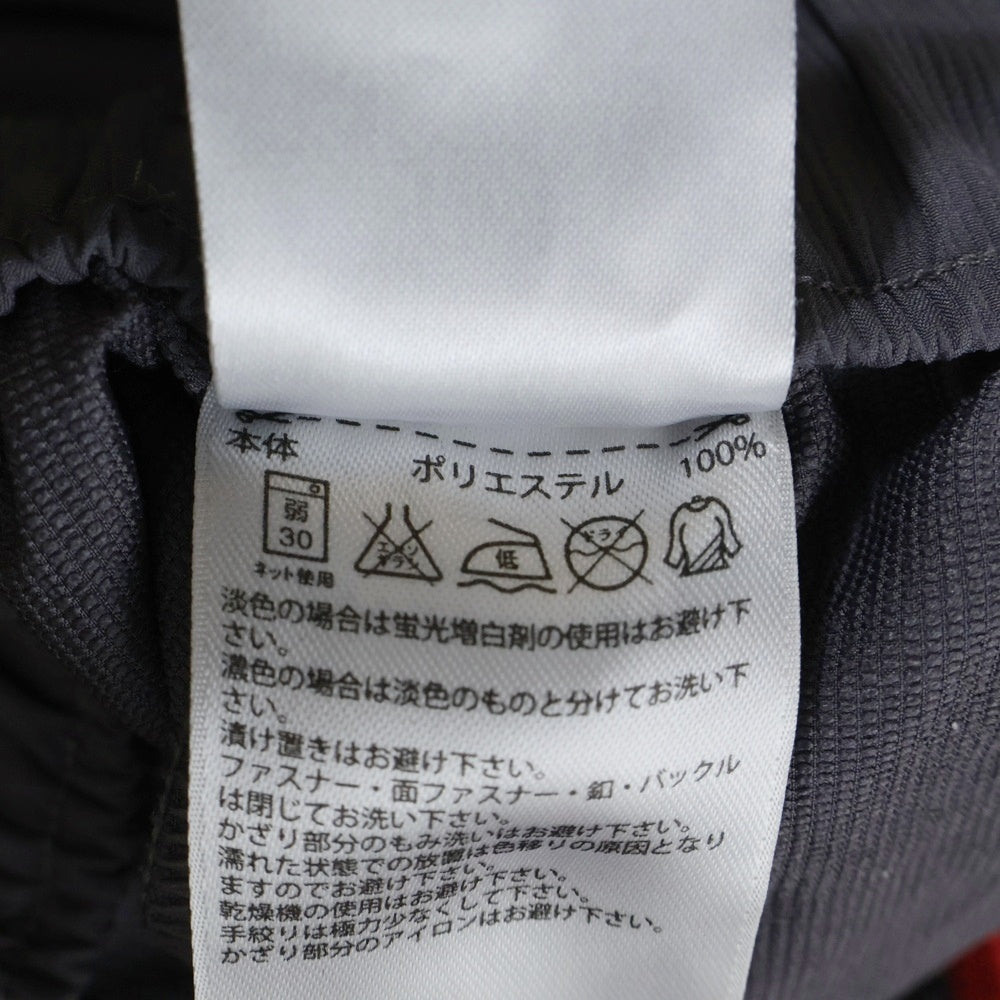 本体
ポリエステル 100%
弱
30
ネット使用
エンソ
サラシ
低
ドライ
淡色の場合は蛍光増白剤の使用はお避け下
さい。
濃色の場合は淡色のものと分けてお洗い下
さい。
漬け置きはお避け下さい。
ファスナー・面ファスナー・釦・バックル
は閉じてお洗い下さい。
かざり部分のもみ洗いはお避け下さい。
濡れた状態での放置は色移りの原因となり
ますのでお避け下さい。
乾燥機の使用はお避け下さい。
手絞りは極力少なくして下さい。
かざり部分のアイロンはお避け下さい。